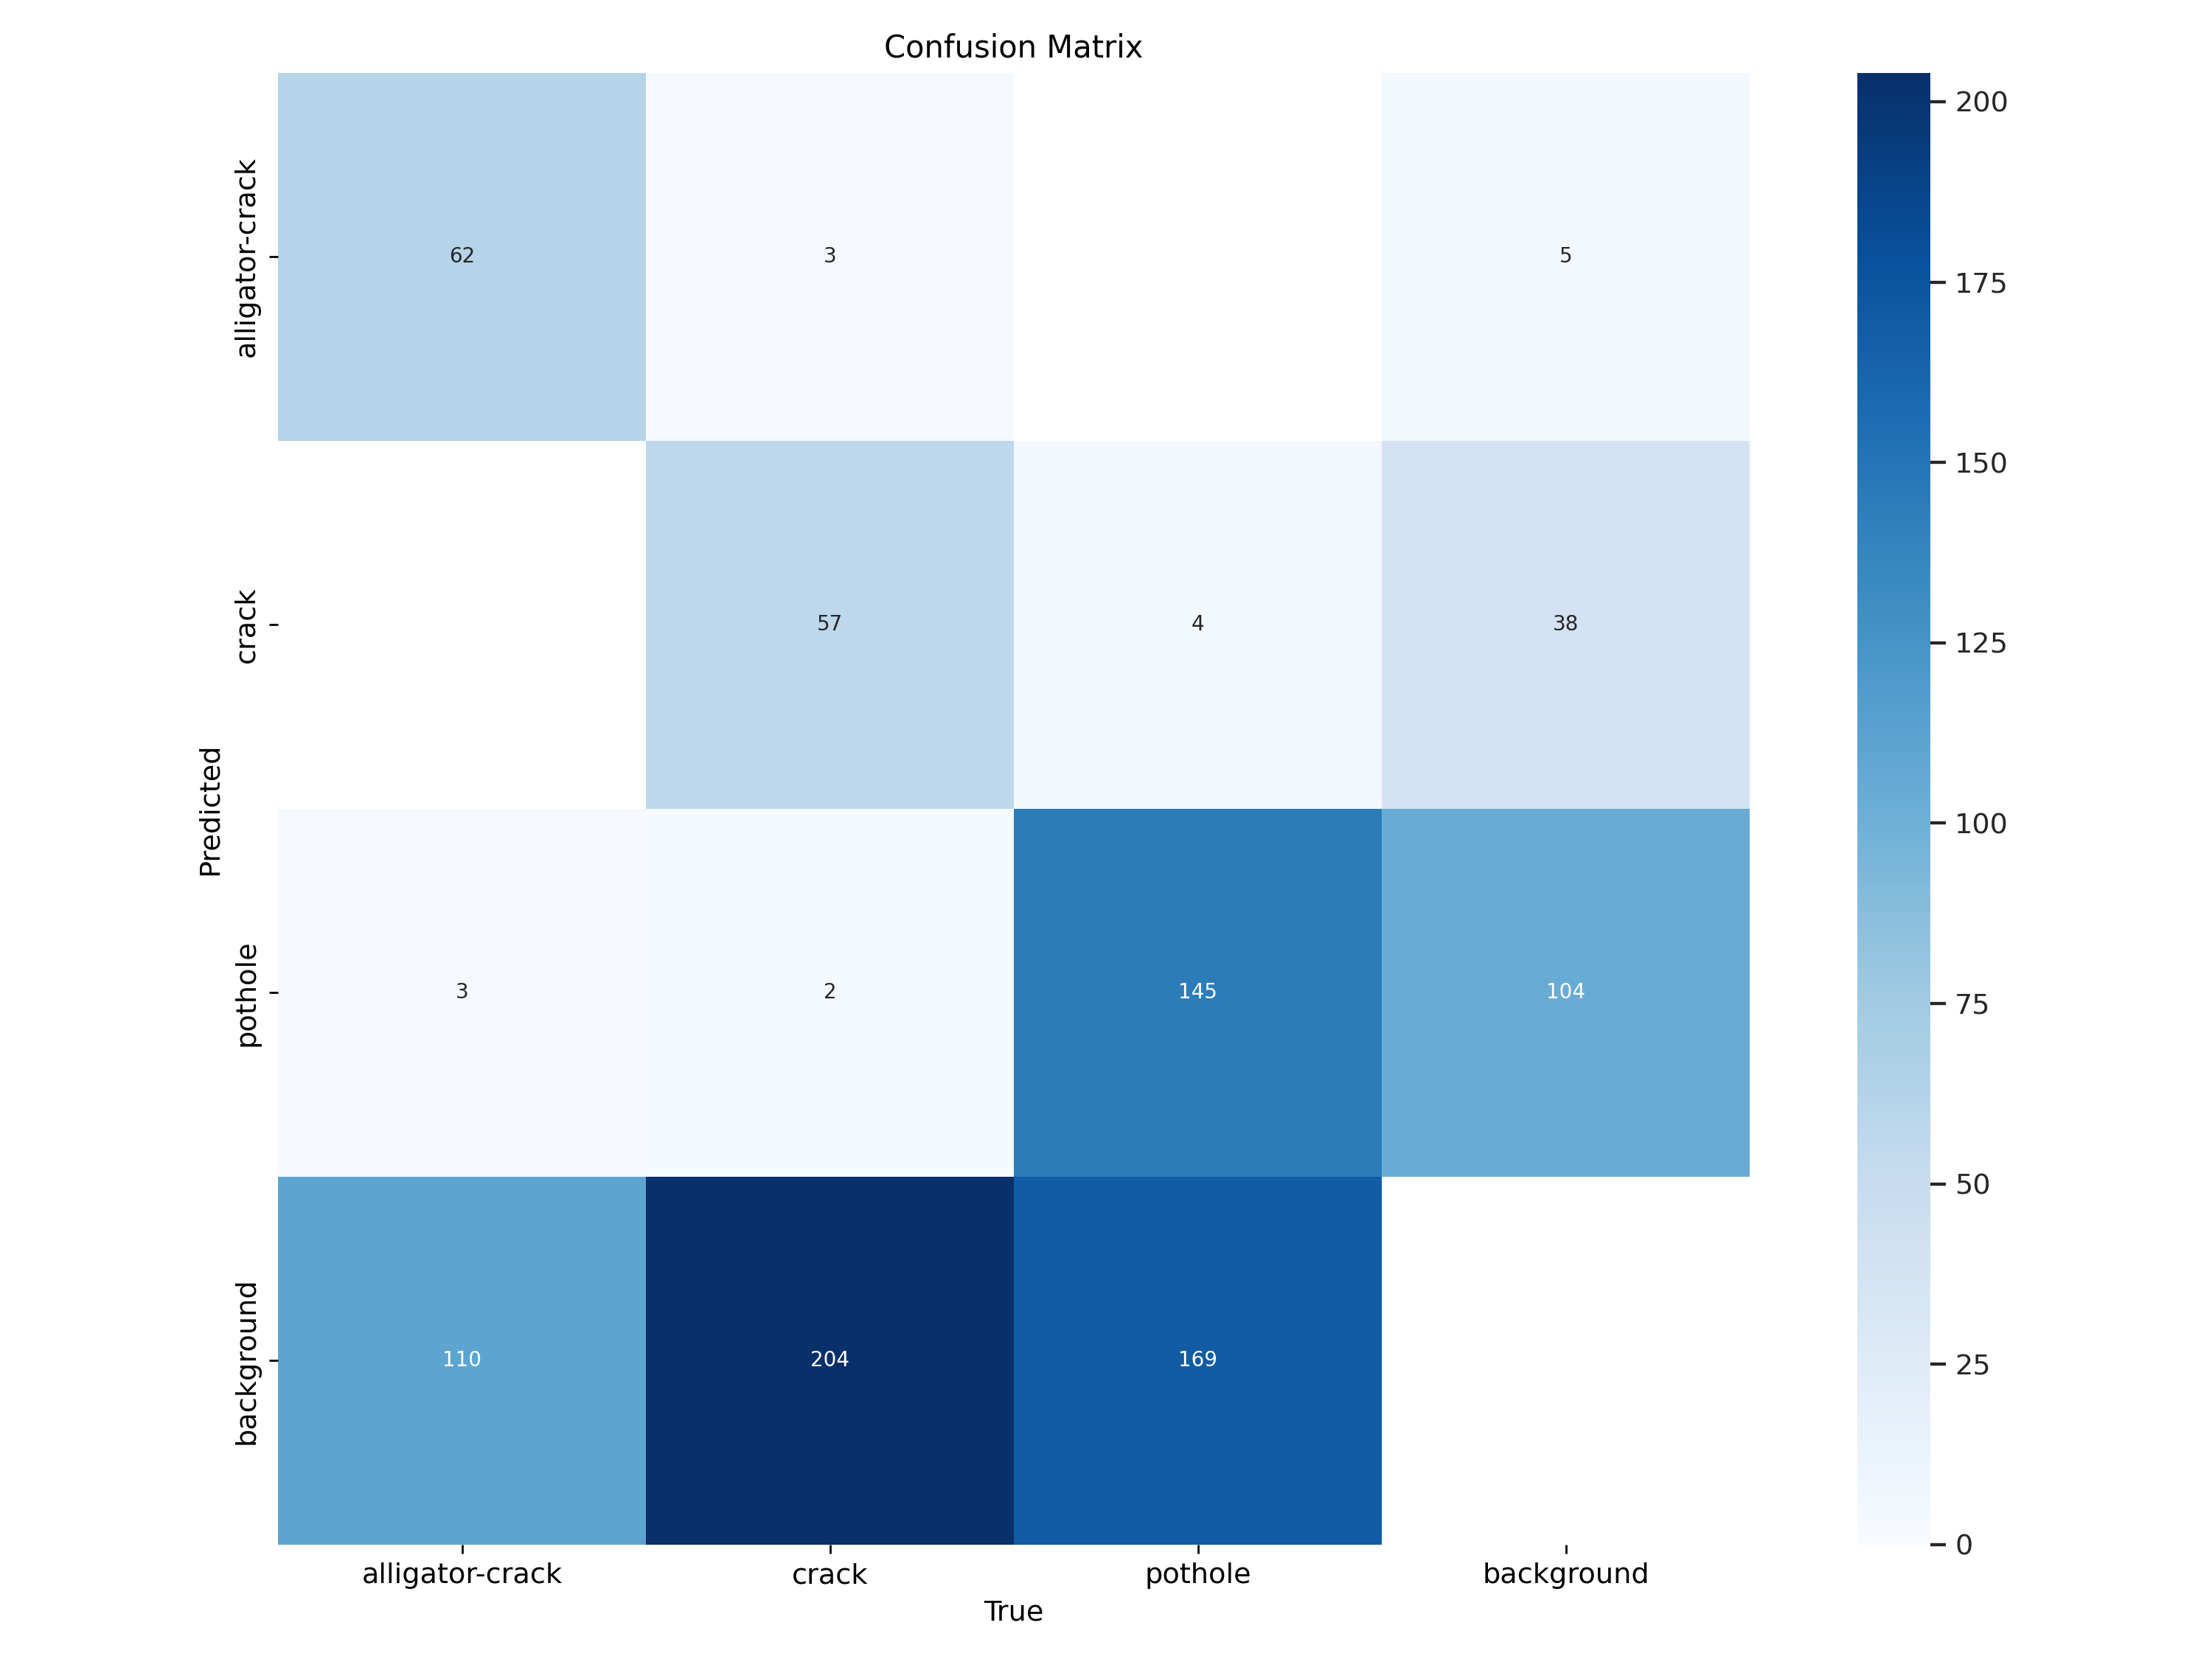 Confusion Matrix
alligator-crack
62
3
5
crack
57
4
38
pothole
3
2
145
104
background
110
204
169
Predicted
alligator-crack
crack
pothole
background
True
200
175
150
125
100
75
50
25
0